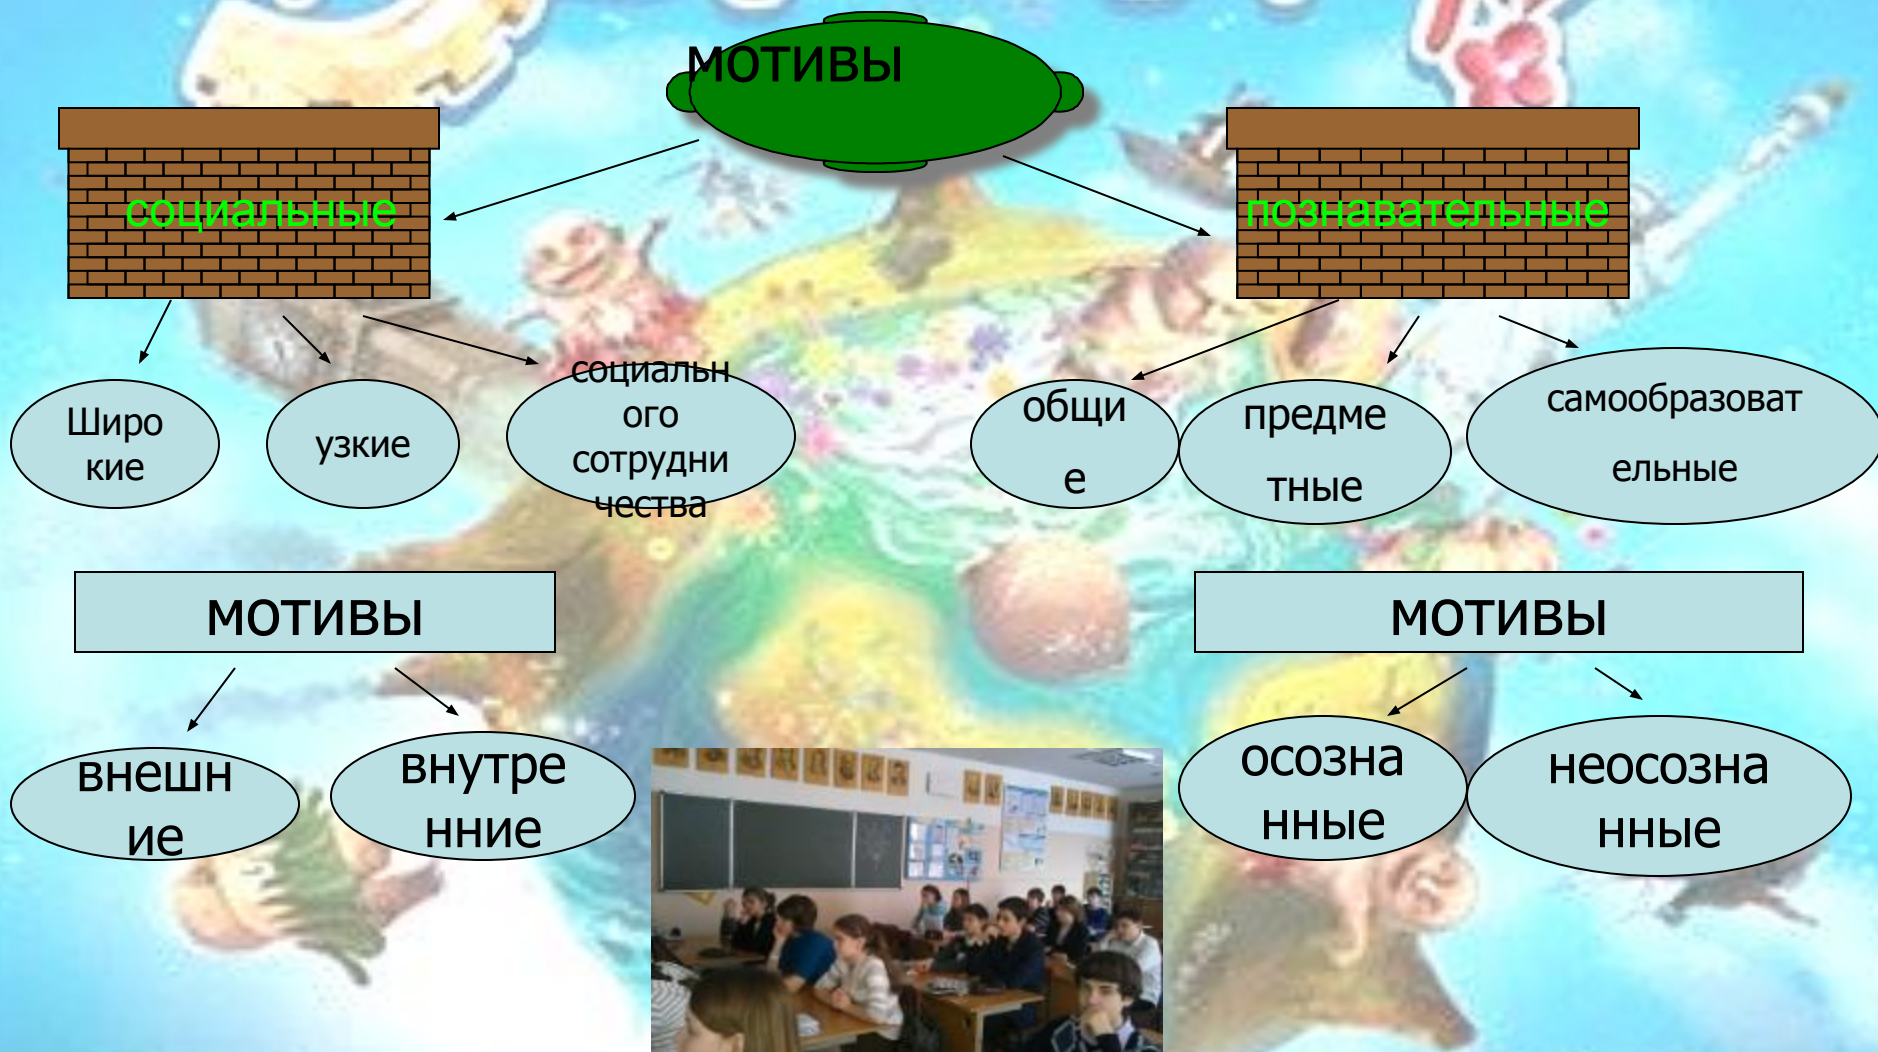 мотивы
социальные
познавательные
Широ
кие
узкие
социальн
ого
сотрудни
чества
общи
е
предме
тные
самообразоват
ельные
мотивы
мотивы
внешн
ие
внутре
нние
осозна
нные
неосозна
нные